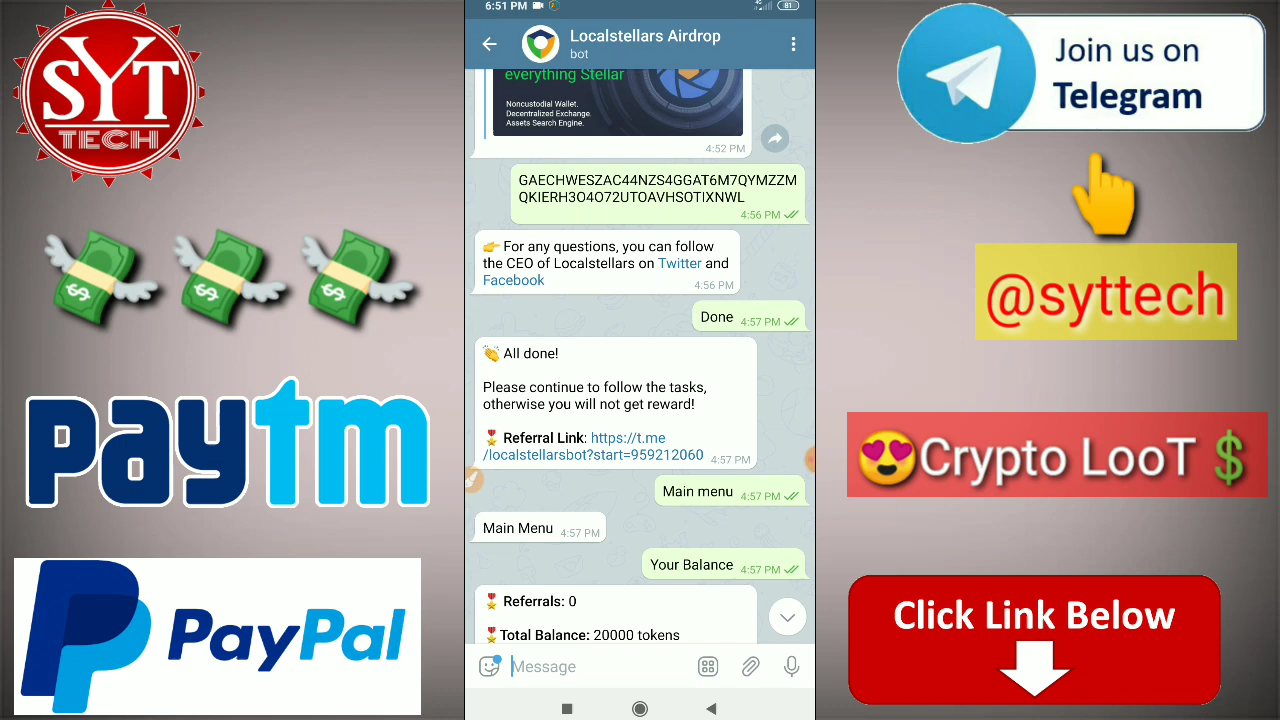 SYT
TECH
paytm
PayPal
6:51 PM
81
Localstellars Airdrop
bot
everything Stellar
Noncustodial Wallet.
Decentralized Exchange.
Assets Search Engine.
4:52 PM
GAECHWESZAC44NZS4GGAT6M7QYMZZM
QKIERH3O4O72UTOAVHSOTIXNWL
4:56 PM
👉 For any questions, you can follow
the CEO of Localstellars on Twitter and
Facebook
4:56 PM
Done 4:57 PM
👏 All done!
Please continue to follow the tasks,
otherwise you will not get reward!
🎖 Referral Link: https://t.me
/localstellarsbot?start=959212060 4:57 PM
Main menu 4:57 PM
Main Menu 4:57 PM
Your Balance 4:57 PM
🎖 Referrals: 0
🎖 Total Balance: 20000 tokens
Message
Join us on
Telegram
@syttech
😍Crypto LooT $
Click Link Below